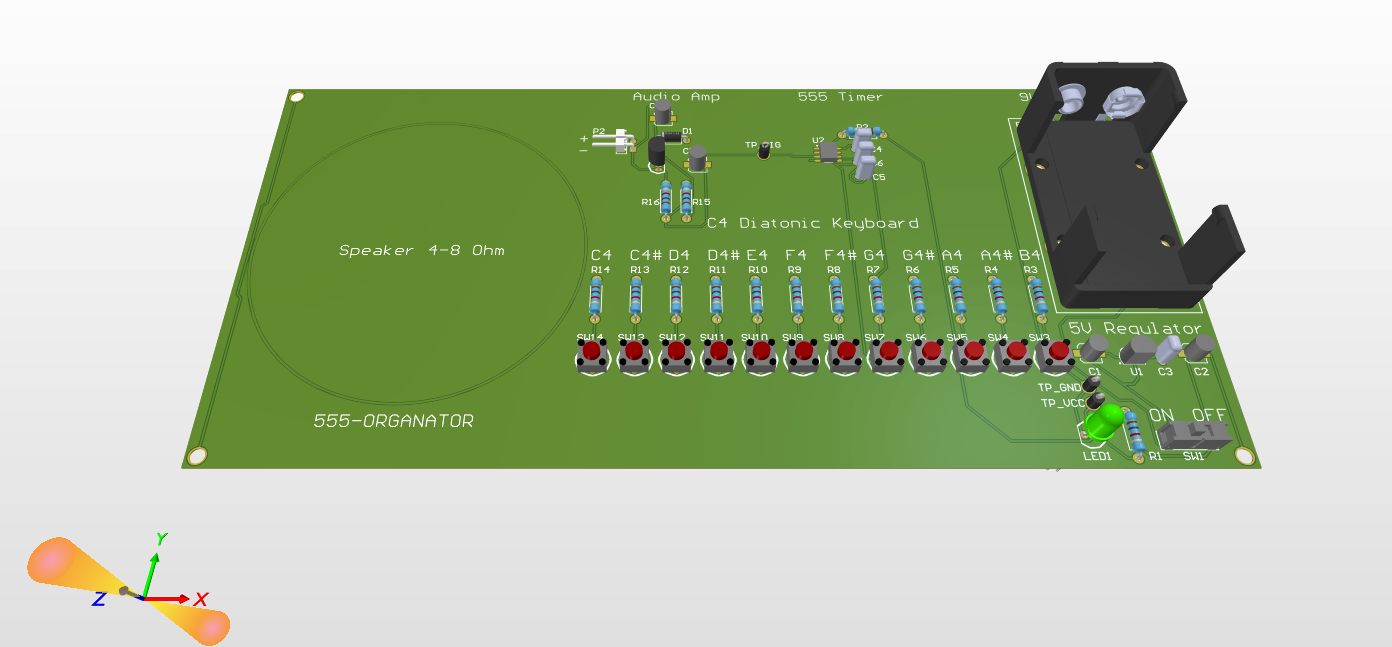 Audio Amp
555 Timer
P2
+
−
D1
TP_SIG
U2
C5
R16
R15
C4 Diatonic Keyboard
Speaker 4-8 Ohm
C4 C4# D4 D4# E4 F4 F4# G4 G4# A4 A4# B4
R14 R13 R12 R11 R10 R9 R8 R7 R6 R5 R4 R3
SW14 SW13 SW12 SW11 SW10 SW9 SW8 SW7 SW6 SW5 SW4 SW3
5V Regulator
C1 U1 C3 C2
TP_GND
TP_VCC
ON OFF
555-ORGANATOR
LED1 R1 SW1
Y
Z X